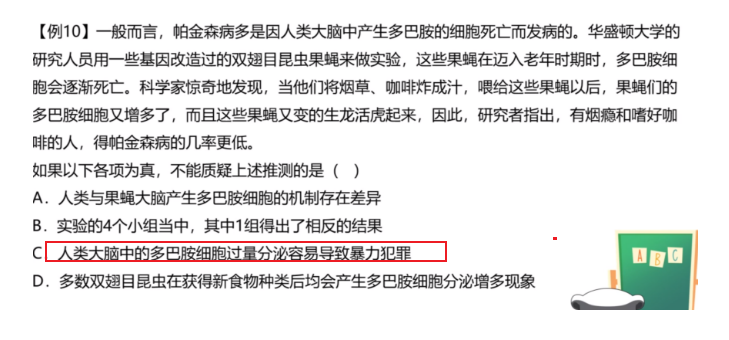 【例10】一般而言，帕金森病多是因人类大脑中产生多巴胺的细胞死亡而发病的。华盛顿大学的
研究人员用一些基因改造过的双翅目昆虫果蝇来做实验，这些果蝇在迈入老年时期时，多巴胺细
胞会逐渐死亡。科学家惊奇地发现，当他们将烟草、咖啡炸成汁，喂给这些果蝇以后，果蝇们的
多巴胺细胞又增多了，而且这些果蝇又变的生龙活虎起来，因此，研究者指出，有烟瘾和嗜好咖
啡的人，得帕金森病的几率更低。
如果以下各项为真，不能质疑上述推测的是（　）
A．人类与果蝇大脑产生多巴胺细胞的机制存在差异
B．实验的4个小组当中，其中1组得出了相反的结果
C 人类大脑中的多巴胺细胞过量分泌容易导致暴力犯罪
D．多数双翅目昆虫在获得新食物种类后均会产生多巴胺细胞分泌增多现象
A B C